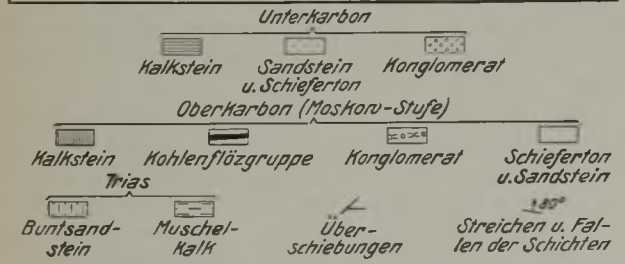 Unterkarbon
Kalkstein Sandstein u. Schieferton Konglomerat
Oberkarbon (Moskow-Stufe)
Kalkstein Kohlenflözgruppe Konglomerat Schieferton u. Sandstein
Trias
80°
Buntsand-
stein
Muschel-
kalk
Über-
schiebungen
Streichen u. Fal-
len der Schichten